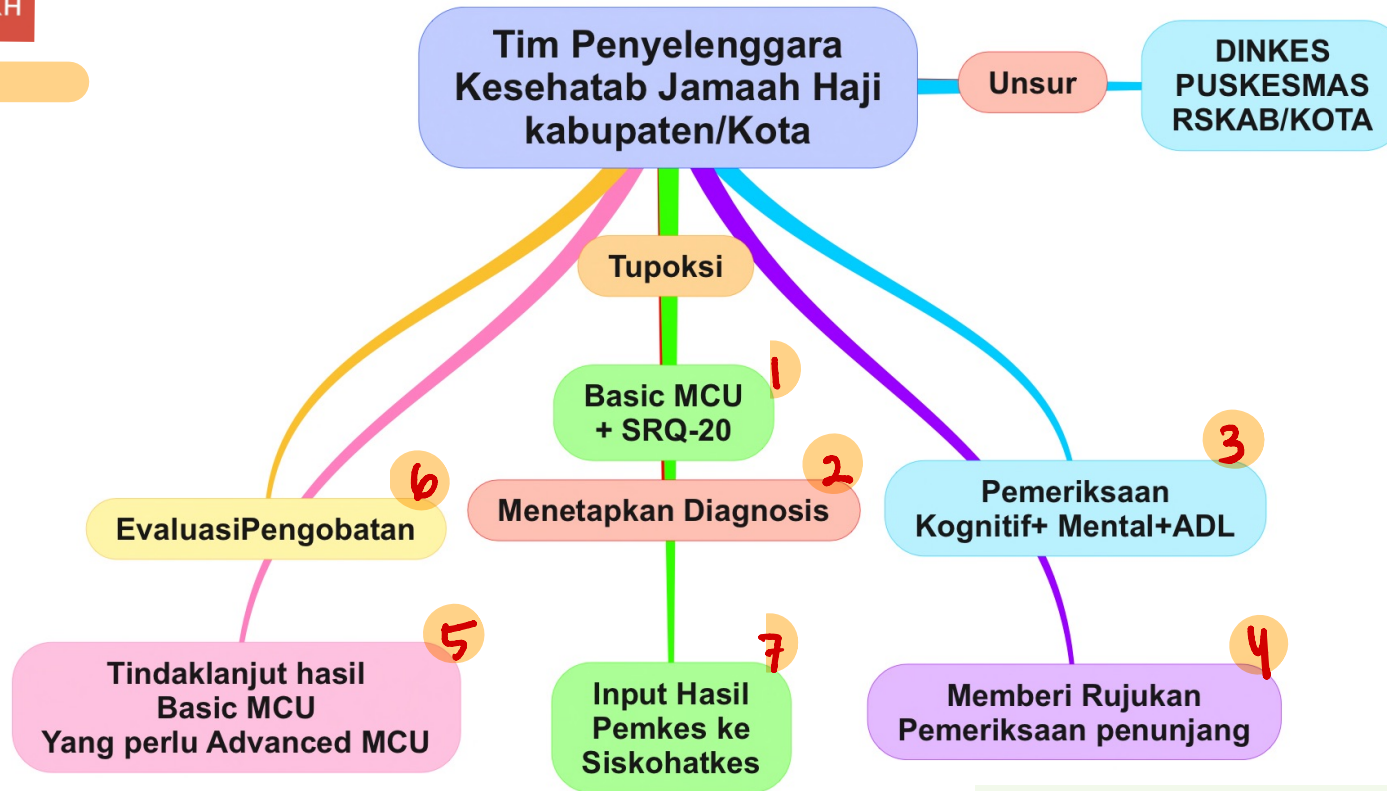 AH
Tim Penyelenggara
Kesehatab Jamaah Haji
kabupaten/Kota
Unsur
DINKES
PUSKESMAS
RSKAB/KOTA
Tupoksi
1
Basic MCU
+ SRQ-20
2
Menetapkan Diagnosis
3
Pemeriksaan
Kognitif+ Mental+ADL
6
EvaluasiPengobatan
5
Tindaklanjut hasil
Basic MCU
Yang perlu Advanced MCU
7
Input Hasil
Pemkes ke
Siskohatkes
4
Memberi Rujukan
Pemeriksaan penunjang